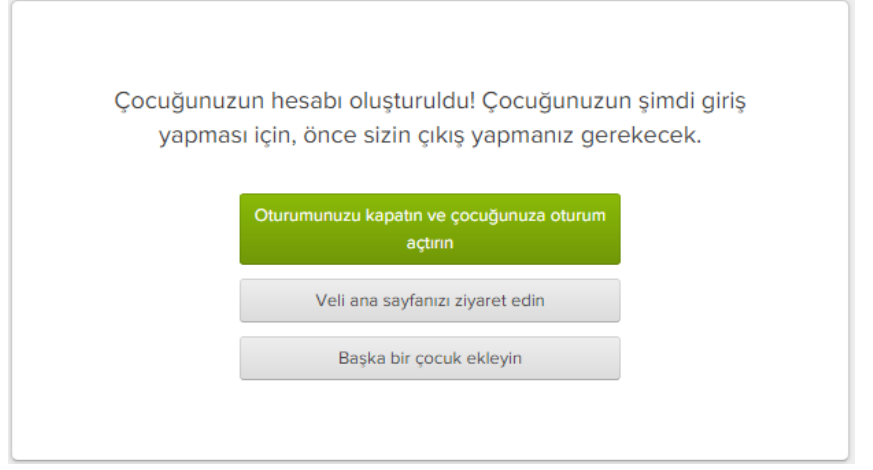 Çocuğunuzun hesabı oluşturuldu! Çocuğunuzun şimdi giriş
yapması için, önce sizin çıkış yapmanız gerekecek.
Oturumunuzu kapatın ve çocuğunuza oturum
açtırın
Veli ana sayfanızı ziyaret edin
Başka bir çocuk ekleyin